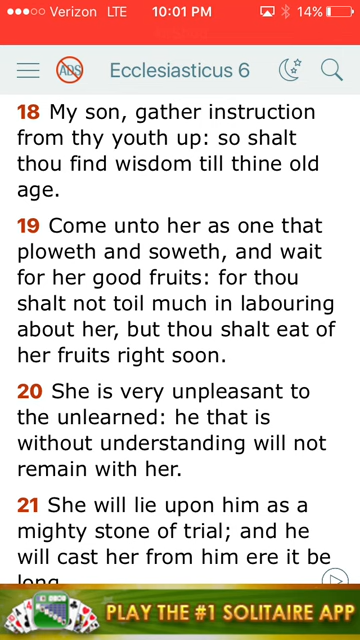 Verizon LTE 10:01 PM 14%
ADS Ecclesiasticus 6
18 My son, gather instruction
from thy youth up: so shalt
thou find wisdom till thine old
age.
19 Come unto her as one that
ploweth and soweth, and wait
for her good fruits: for thou
shalt not toil much in labouring
about her, but thou shalt eat of
her fruits right soon.
20 She is very unpleasant to
the unlearned: he that is
without understanding will not
remain with her.
21 She will lie upon him as a
mighty stone of trial; and he
will cast her from him ere it be
long
PLAY THE #1 SOLITAIRE APP